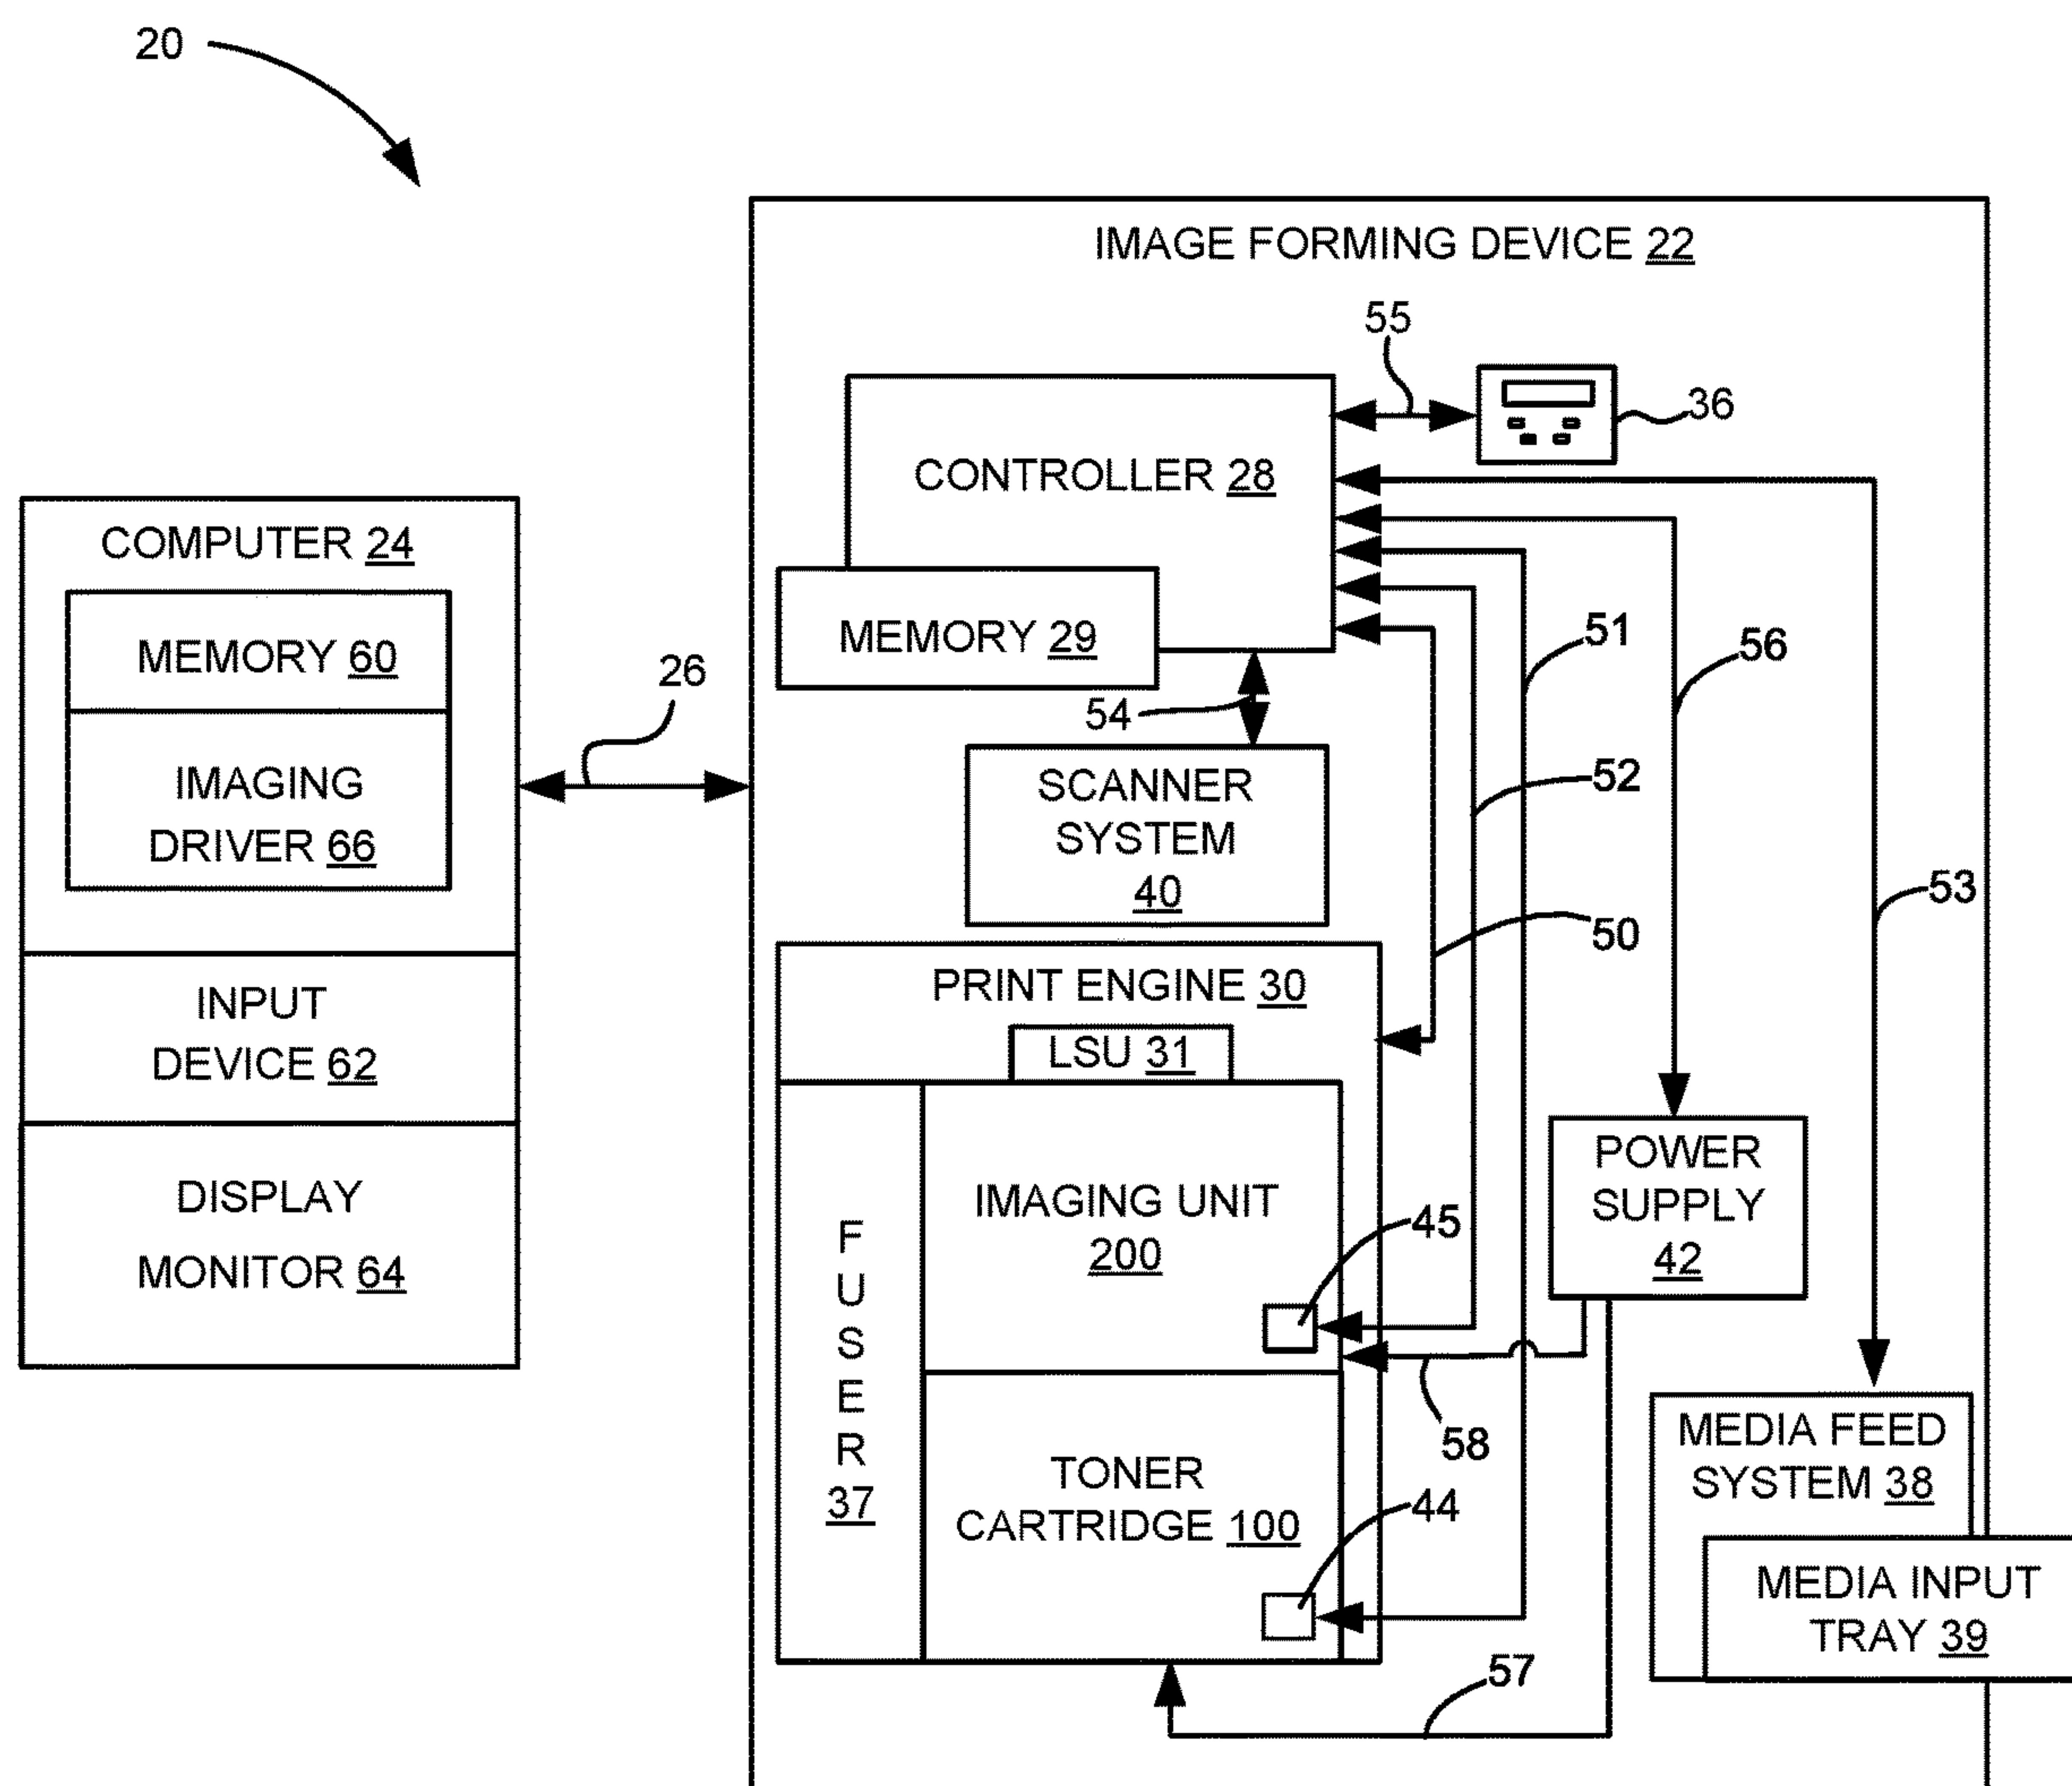 20
IMAGE FORMING DEVICE 22
55
36
CONTROLLER 28
COMPUTER 24
MEMORY 29
MEMORY 60
51
56
26
54
IMAGING
DRIVER 66
SCANNER
SYSTEM
40
52
53
50
PRINT ENGINE 30
INPUT
DEVICE 62
LSU 31
POWER
SUPPLY
42
DISPLAY
MONITOR 64
IMAGING UNIT
200
45
F
U
S
E
R
37
58
MEDIA FEED
SYSTEM 38
TONER
CARTRIDGE 100
44
MEDIA INPUT
TRAY 39
57